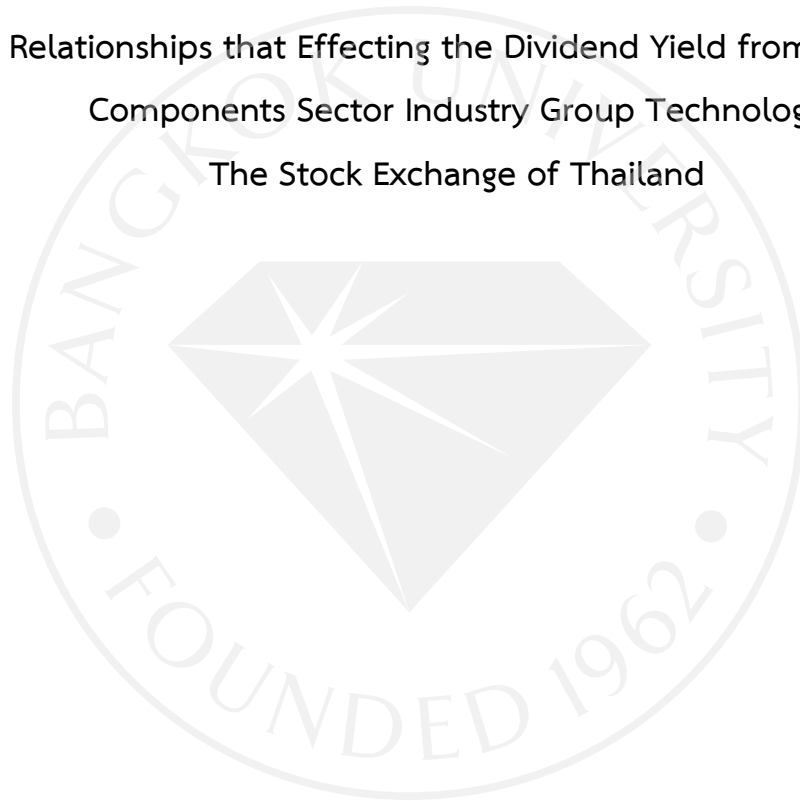 Relationships that Effecting the Dividend Yield from
Components Sector Industry Group Technolog
The Stock Exchange of Thailand
BANGKOK UNIVERSITY
• FOUNDED 1962 •